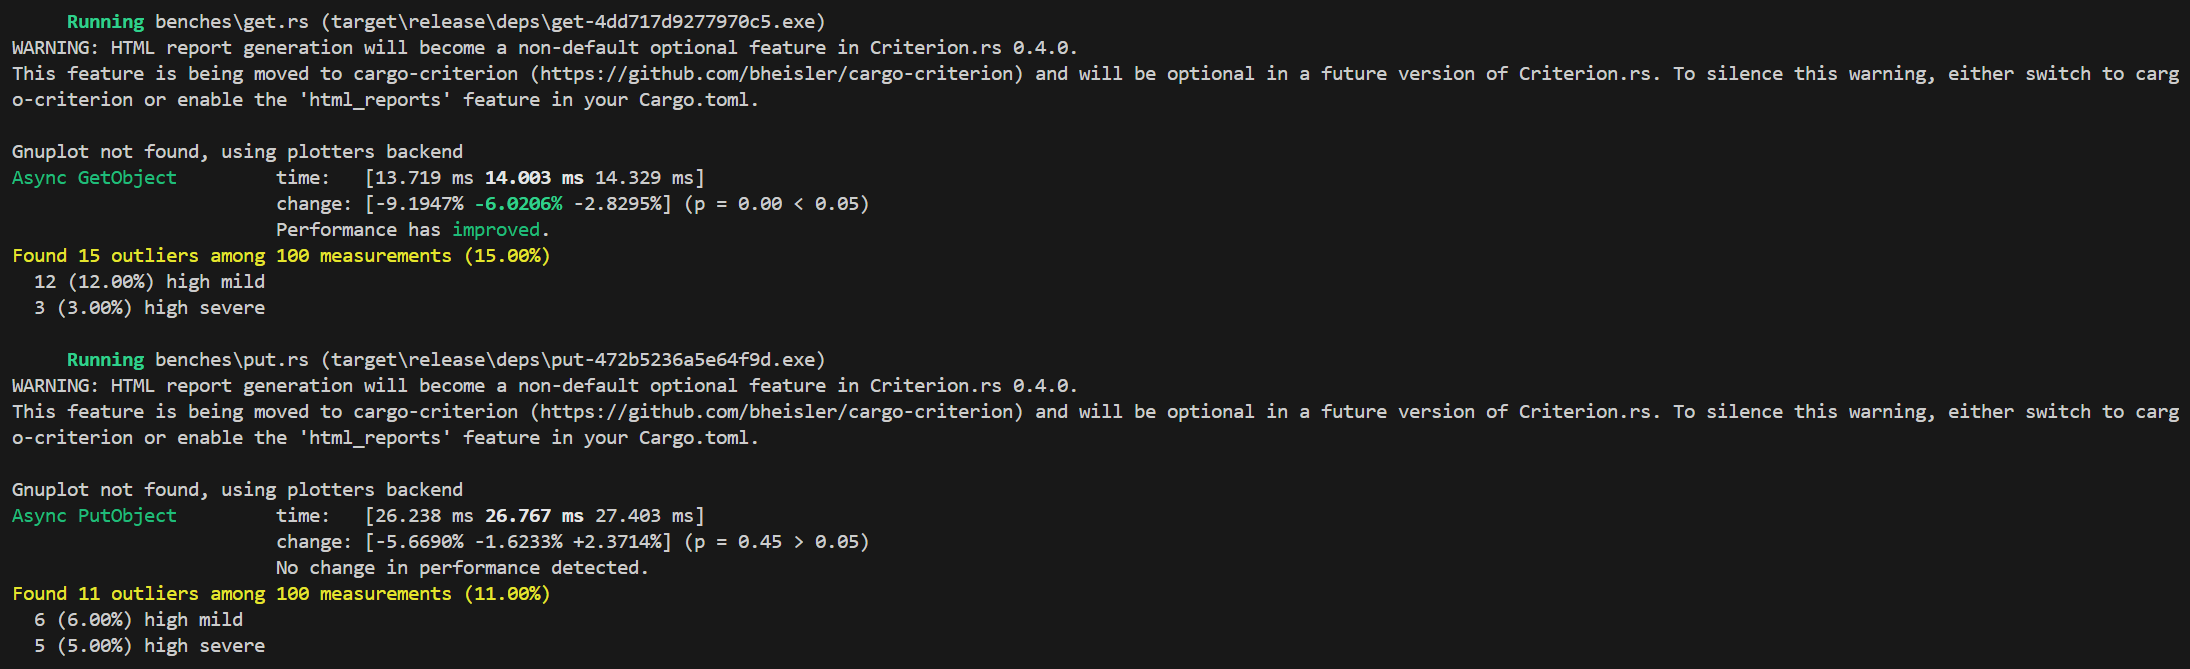 Running benches\get.rs (target\release\deps\get-4dd717d9277970c5.exe)
WARNING: HTML report generation will become a non-default optional feature in Criterion.rs 0.4.0.
This feature is being moved to cargo-criterion (https://github.com/bheisler/cargo-criterion) and will be optional in a future version of Criterion.rs. To silence this warning, either switch to carg
o-criterion or enable the 'html_reports' feature in your Cargo.toml.
Gnuplot not found, using plotters backend
Async GetObject time: [13.719 ms 14.003 ms 14.329 ms]
change: [-9.1947% -6.0206% -2.8295%] (p = 0.00 < 0.05)
Performance has improved.
Found 15 outliers among 100 measurements (15.00%)
12 (12.00%) high mild
3 (3.00%) high severe
Running benches\put.rs (target\release\deps\put-472b5236a5e64f9d.exe)
WARNING: HTML report generation will become a non-default optional feature in Criterion.rs 0.4.0.
This feature is being moved to cargo-criterion (https://github.com/bheisler/cargo-criterion) and will be optional in a future version of Criterion.rs. To silence this warning, either switch to carg
o-criterion or enable the 'html_reports' feature in your Cargo.toml.
Gnuplot not found, using plotters backend
Async PutObject time: [26.238 ms 26.767 ms 27.403 ms]
change: [-5.6690% -1.6233% +2.3714%] (p = 0.45 > 0.05)
No change in performance detected.
Found 11 outliers among 100 measurements (11.00%)
6 (6.00%) high mild
5 (5.00%) high severe